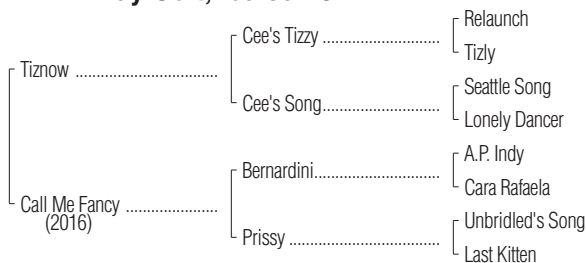 Relaunch
Cee's Tizzy ........................................
Tizly
Tiznow ................................................
Seattle Song
Cee's Song........................................
Lonely Dancer
A.P. Indy
Bernardini...........................................
Cara Rafaela
Call Me Fancy ...............................
(2016)
Unbridled's Song
Prissy ..................................................
Last Kitten